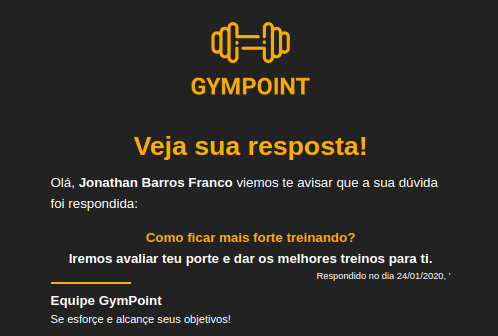 GYMPOINT
Veja sua resposta!
Olá, Jonathan Barros Franco viemos te avisar que a sua dúvida
foi respondida:
Como ficar mais forte treinando?
Iremos avaliar teu porte e dar os melhores treinos para ti.
Respondido no dia 24/01/2020, '
Equipe GymPoint
Se esforçe e alcançe seus objetivos!